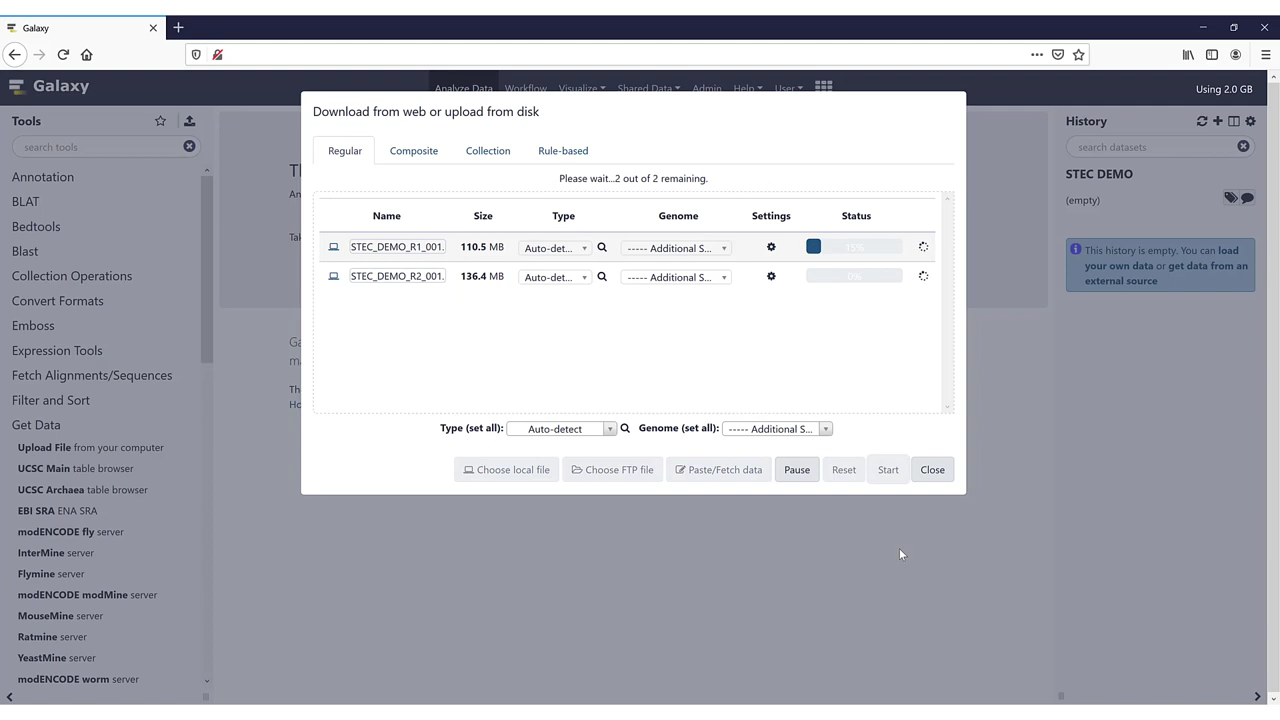 Galaxy
Galaxy
Analyze Data Workflow Visualize Shared Data Admin Help User
Using 2.0 GB
Tools
search tools
Annotation
BLAT
Bedtools
Blast
Collection Operations
Convert Formats
Emboss
Expression Tools
Fetch Alignments/Sequences
Filter and Sort
Get Data
Upload File from your computer
UCSC Main table browser
UCSC Archaea table browser
EBI SRA ENA SRA
modENCODE fly server
InterMine server
Flymine server
modENCODE modMine server
MouseMine server
Ratmine server
YeastMine server
modENCODE worm server
Download from web or upload from disk
Regular Composite Collection Rule-based
Please wait...2 out of 2 remaining.
Name Size Type Genome Settings Status
STEC_DEMO_R1_001. 110.5 MB Auto-det... ----- Additional S... 15%
STEC_DEMO_R2_001. 136.4 MB Auto-det... ----- Additional S... 0%
Type (set all): Auto-detect Genome (set all): ----- Additional S...
Choose local file Choose FTP file Paste/Fetch data Pause Reset Start Close
History
search datasets
STEC DEMO
(empty)
This history is empty. You can load
your own data or get data from an
external source